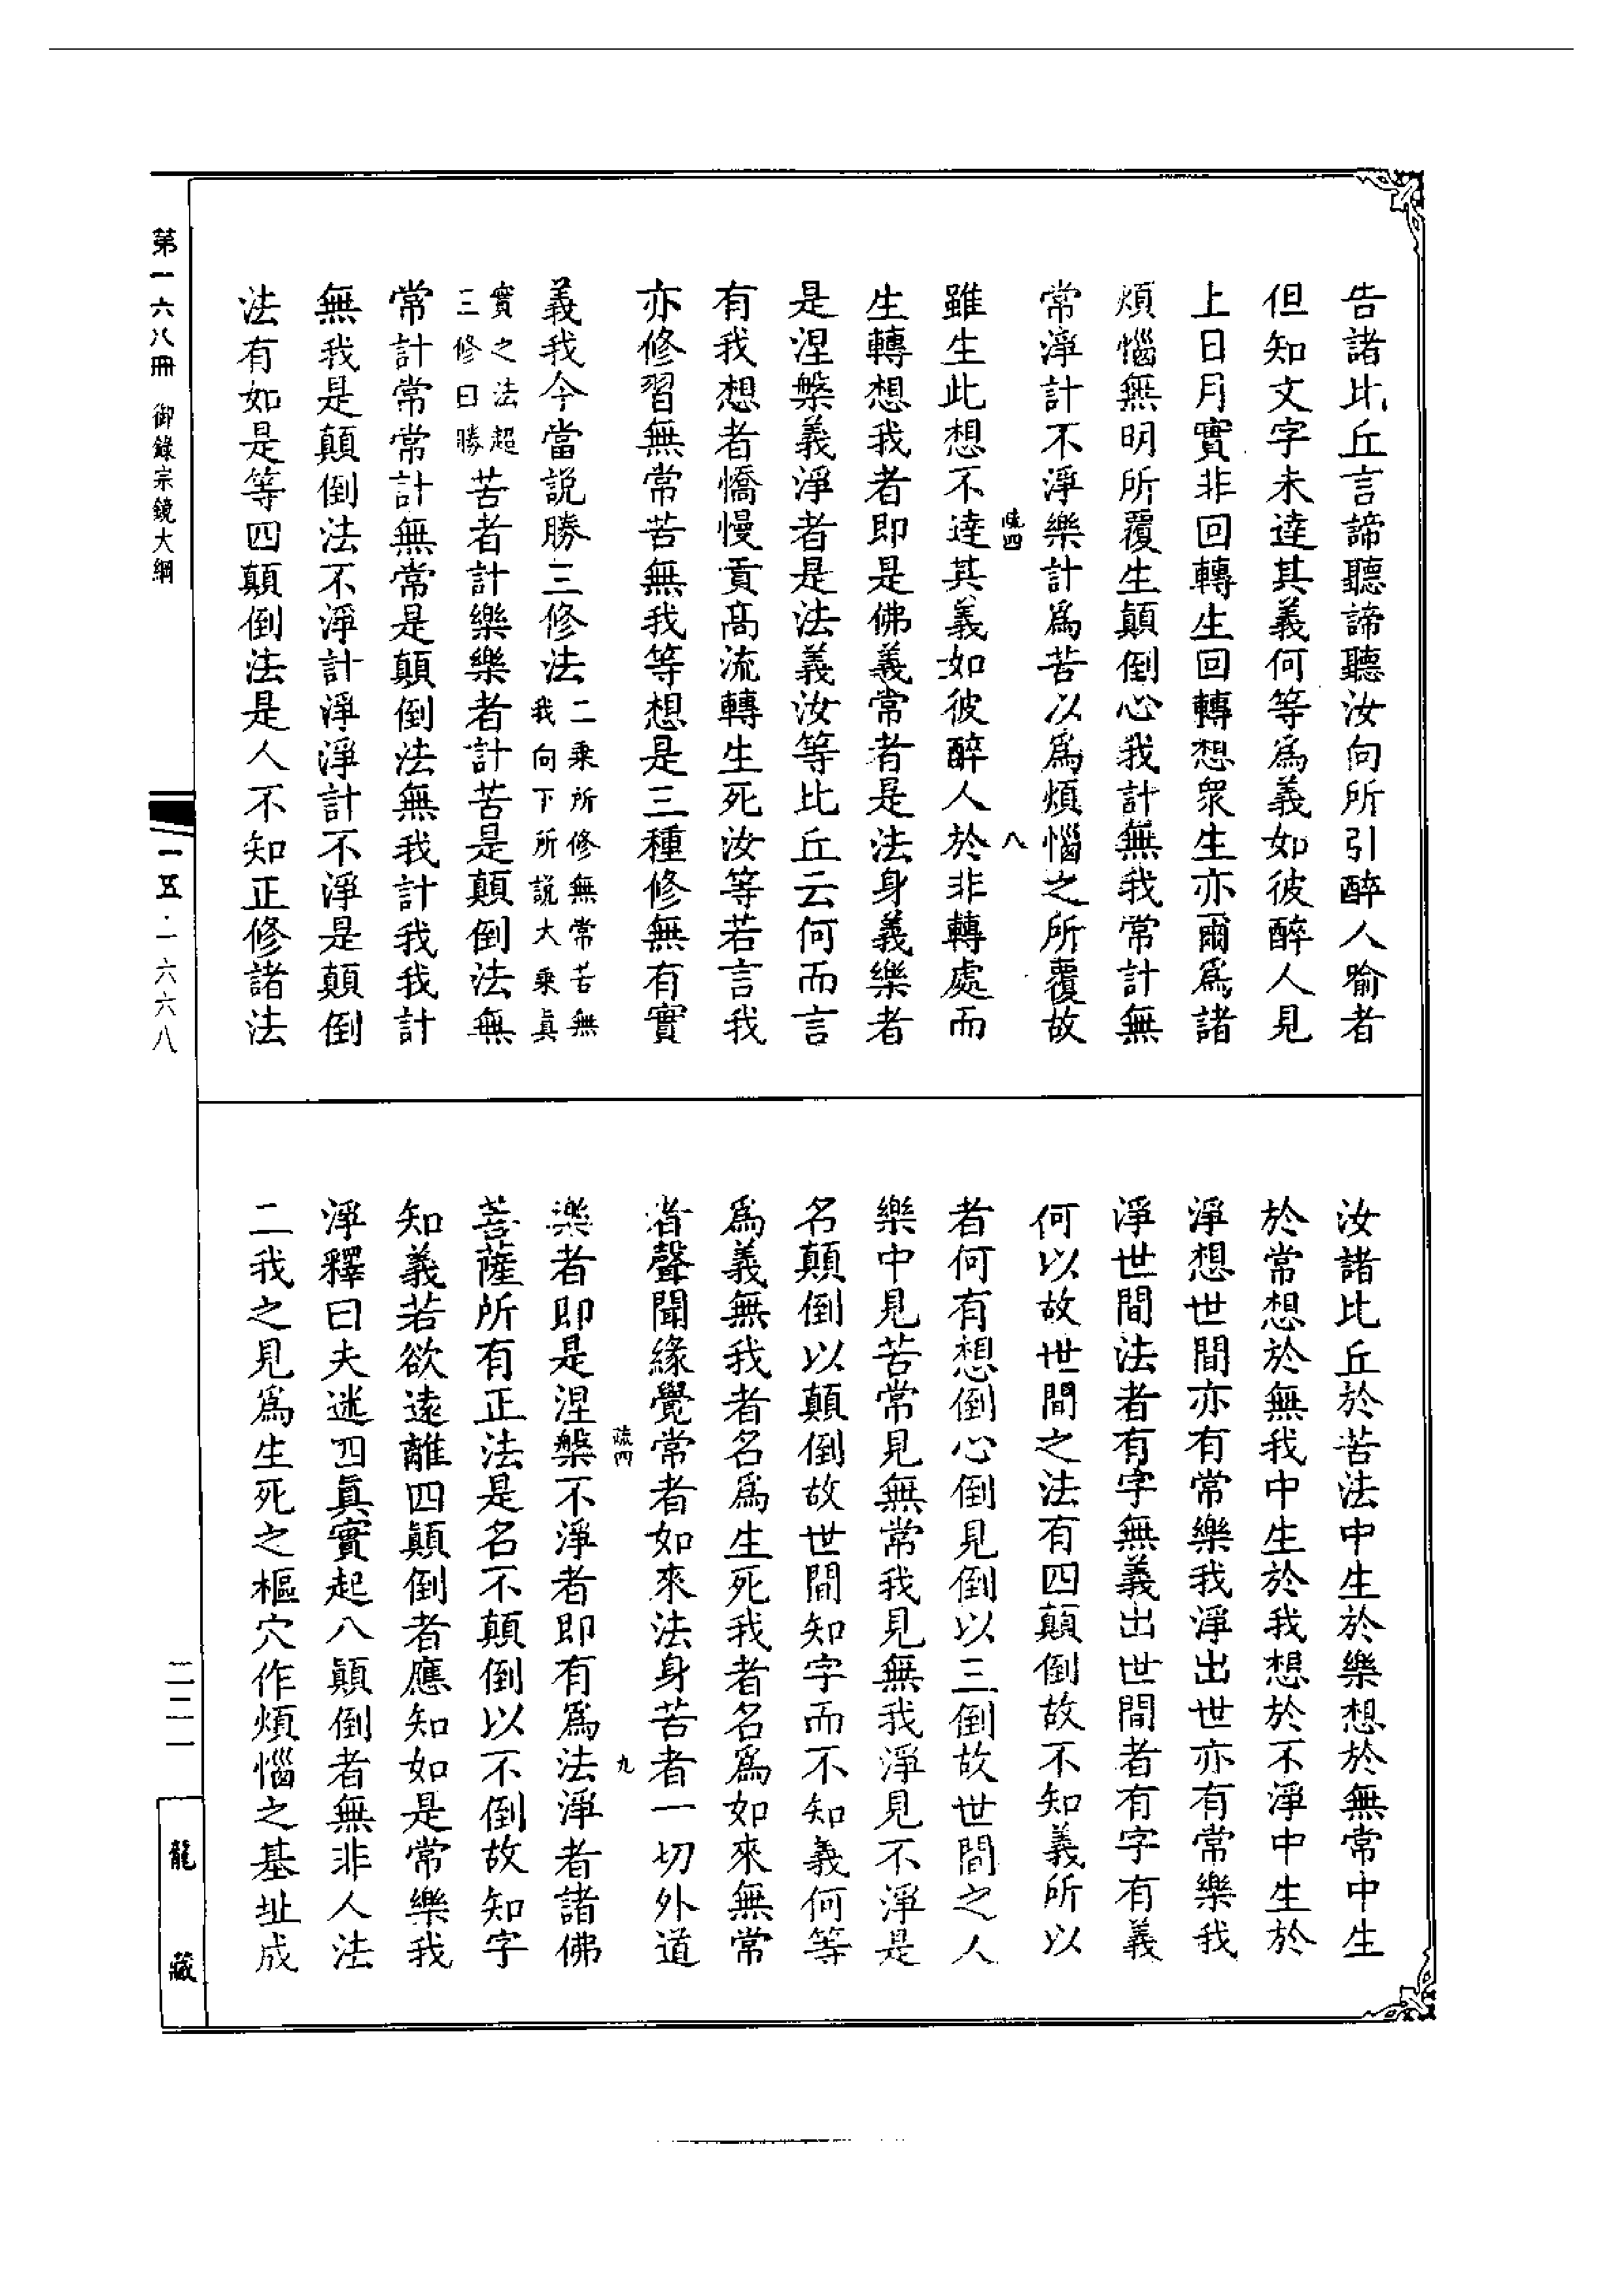 告諸比丘言諦聽諦聽汝向所引醉人喻者
但知文字未達其義何等爲義如彼醉人見
上日月實非回轉生回轉想衆生亦爾爲諸
煩惱無明所覆生顛倒心我計無我常計無
常淨計不淨樂計爲苦以爲煩惱之所覆故
疏四
八
雖生此想不達其義如彼醉人於非轉處而
生轉想我者即是佛義常者是法身義樂者
是涅槃義淨者是法義汝等比丘云何而言
有我想者憍慢貢高流轉生死汝等若言我
亦修習無常苦無我等想是三種修無有實
義我今當説勝三修法二乘所修無常苦無
我向下所說大乘眞
實之法超
三修曰勝苦者計樂樂者計苦是顛倒法無
常計常常計無常是顛倒法無我計我我計
無我是顛倒法不淨計淨淨計不淨是顛倒
法有如是等四顛倒法是人不知正修諸法
汝諸比丘於苦法中生於樂想於無常中生
於常想於無我中生於我想於不淨中生於
淨想世間亦有常樂我淨出世亦有常樂我
淨世間法者有字無義出世間者有字有義
何以故世間之法有四顛倒故不知義所以
者何有想倒心倒見倒以三倒故世間之人
樂中見苦常見無常我見無我淨見不淨是
名顛倒以顛倒故世間知字而不知義何等
爲義無我者名爲生死我者名爲如來無常
者聲聞緣覺常者如來法身苦者一切外道
疏四
九
樂者即是涅槃不淨者即有爲法淨者諸佛
菩薩所有正法是名不顛倒以不倒故知字
知義若欲遠離四顛倒者應知如是常樂我
淨釋曰夫迷四眞實起八顛倒者無非人法
二我之見爲生死之樞穴作煩惱之基址成
第一六八冊 御錄宗鏡大綱
一五·一六六八
二二一
龍藏